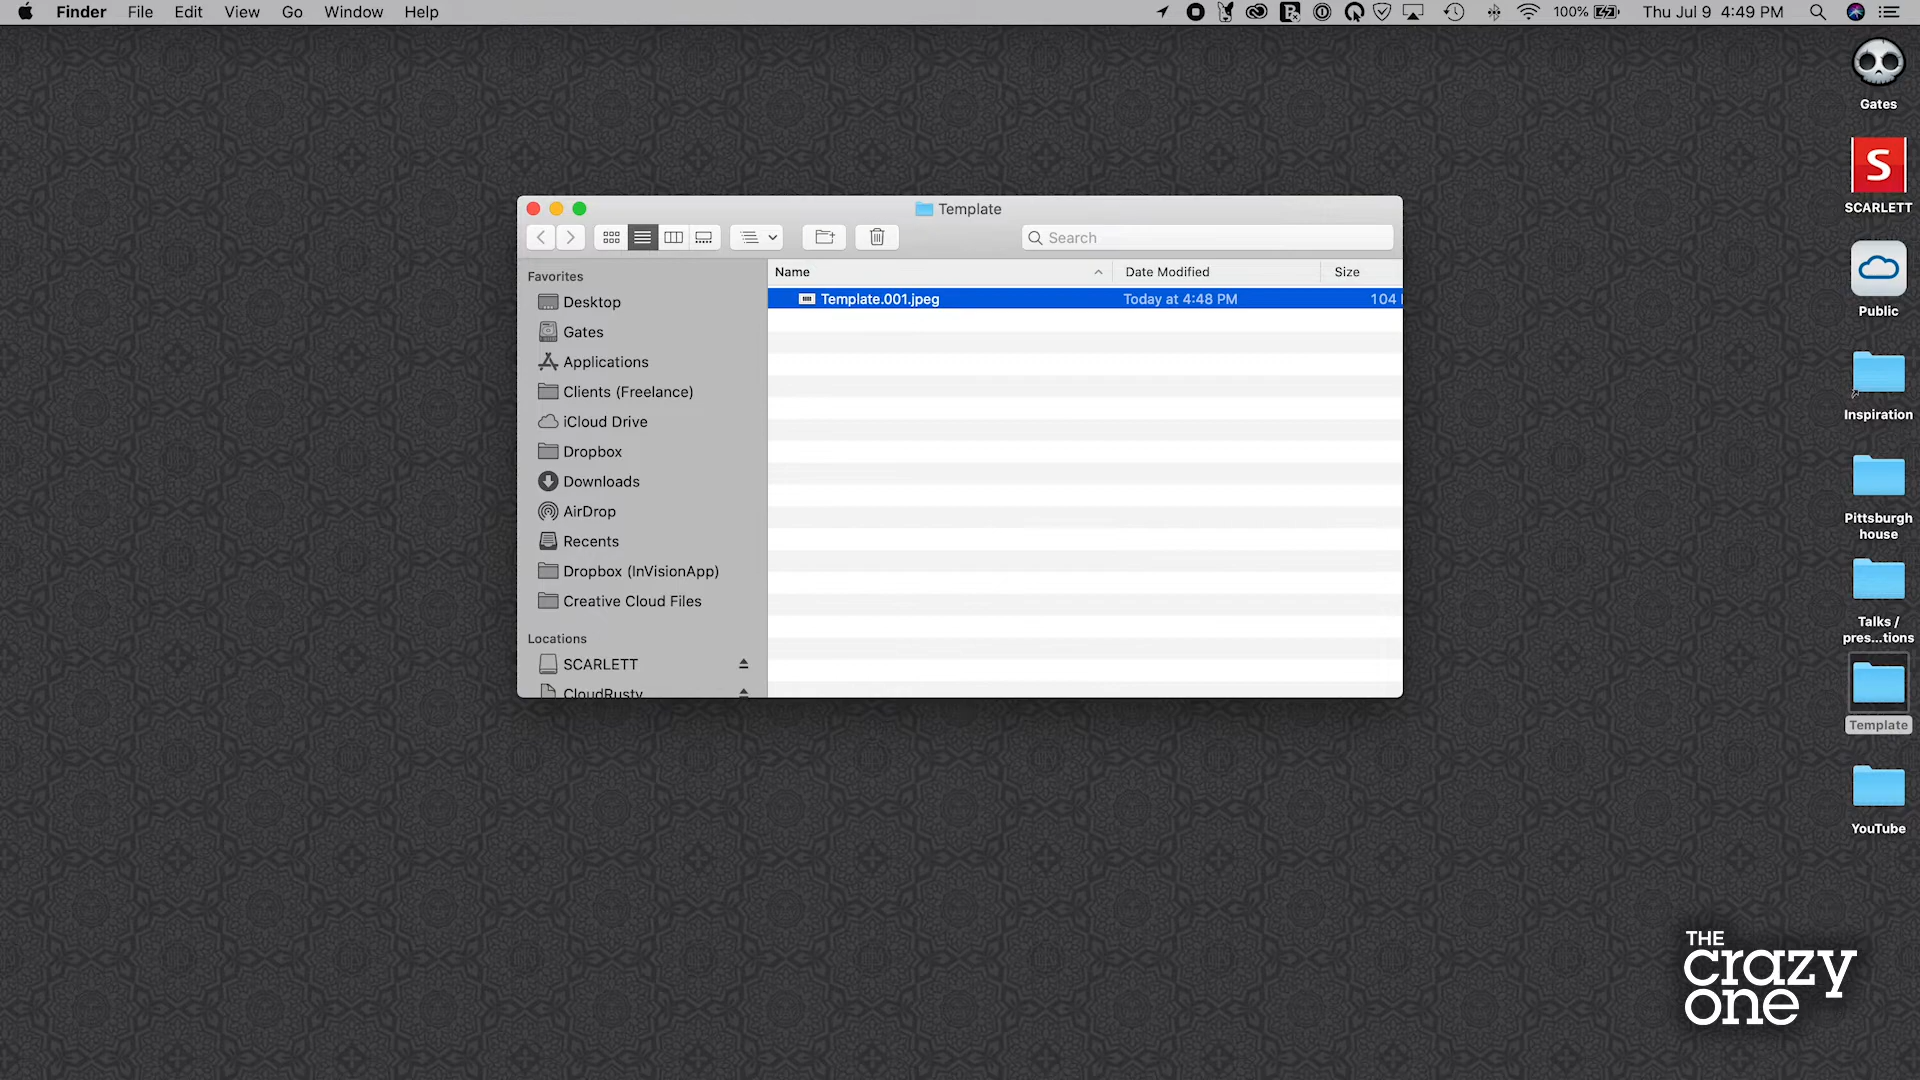 Finder File Edit View Go Window Help
100% Thu Jul 9 4:49 PM
Template
Search
Favorites
Desktop
Gates
Applications
Clients (Freelance)
iCloud Drive
Dropbox
Downloads
AirDrop
Recents
Dropbox (InVisionApp)
Creative Cloud Files
Locations
SCARLETT
CloudRusty
Name Date Modified Size
Template.001.jpeg Today at 4:48 PM 104
Gates
S
SCARLETT
Public
Inspiration
Pittsburgh
house
Talks /
pres...tions
Template
YouTube
THE
crazy
one